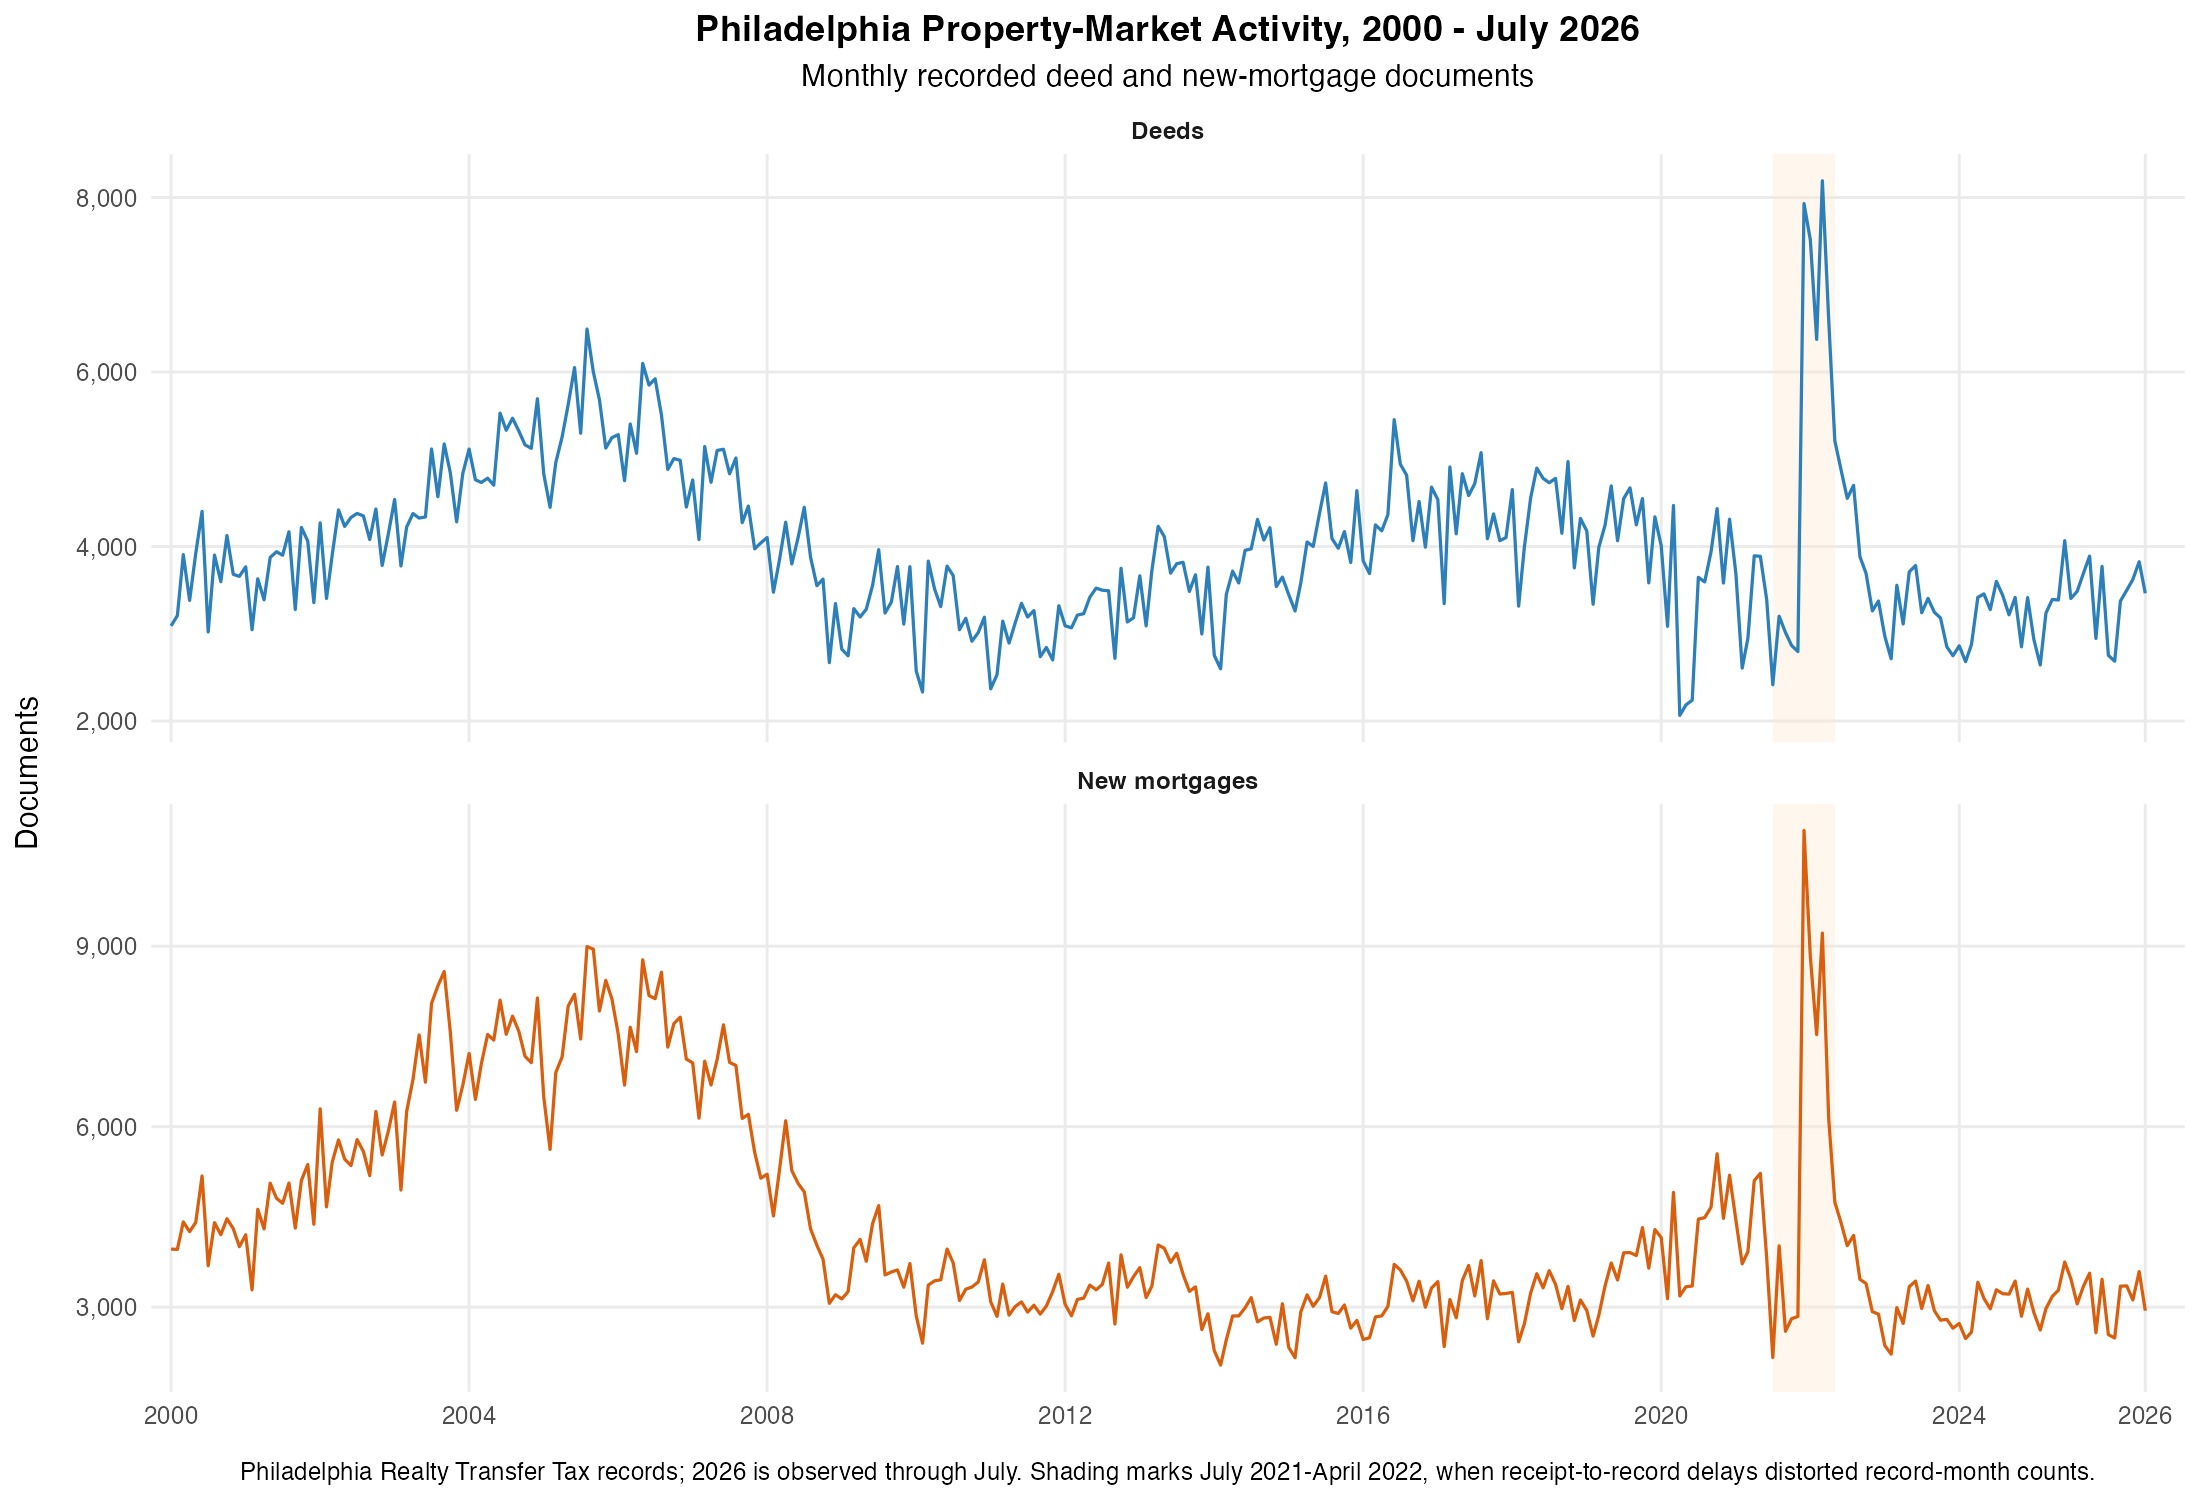 Philadelphia Property-Market Activity, 2000 - July 2026
Monthly recorded deed and new-mortgage documents
Deeds
8,000
6,000
4,000
2,000
Documents
New mortgages
9,000
6,000
3,000
2000
2004
2008
2012
2016
2020
2024
2026
Philadelphia Realty Transfer Tax records; 2026 is observed through July. Shading marks July 2021-April 2022, when receipt-to-record delays distorted record-month counts.